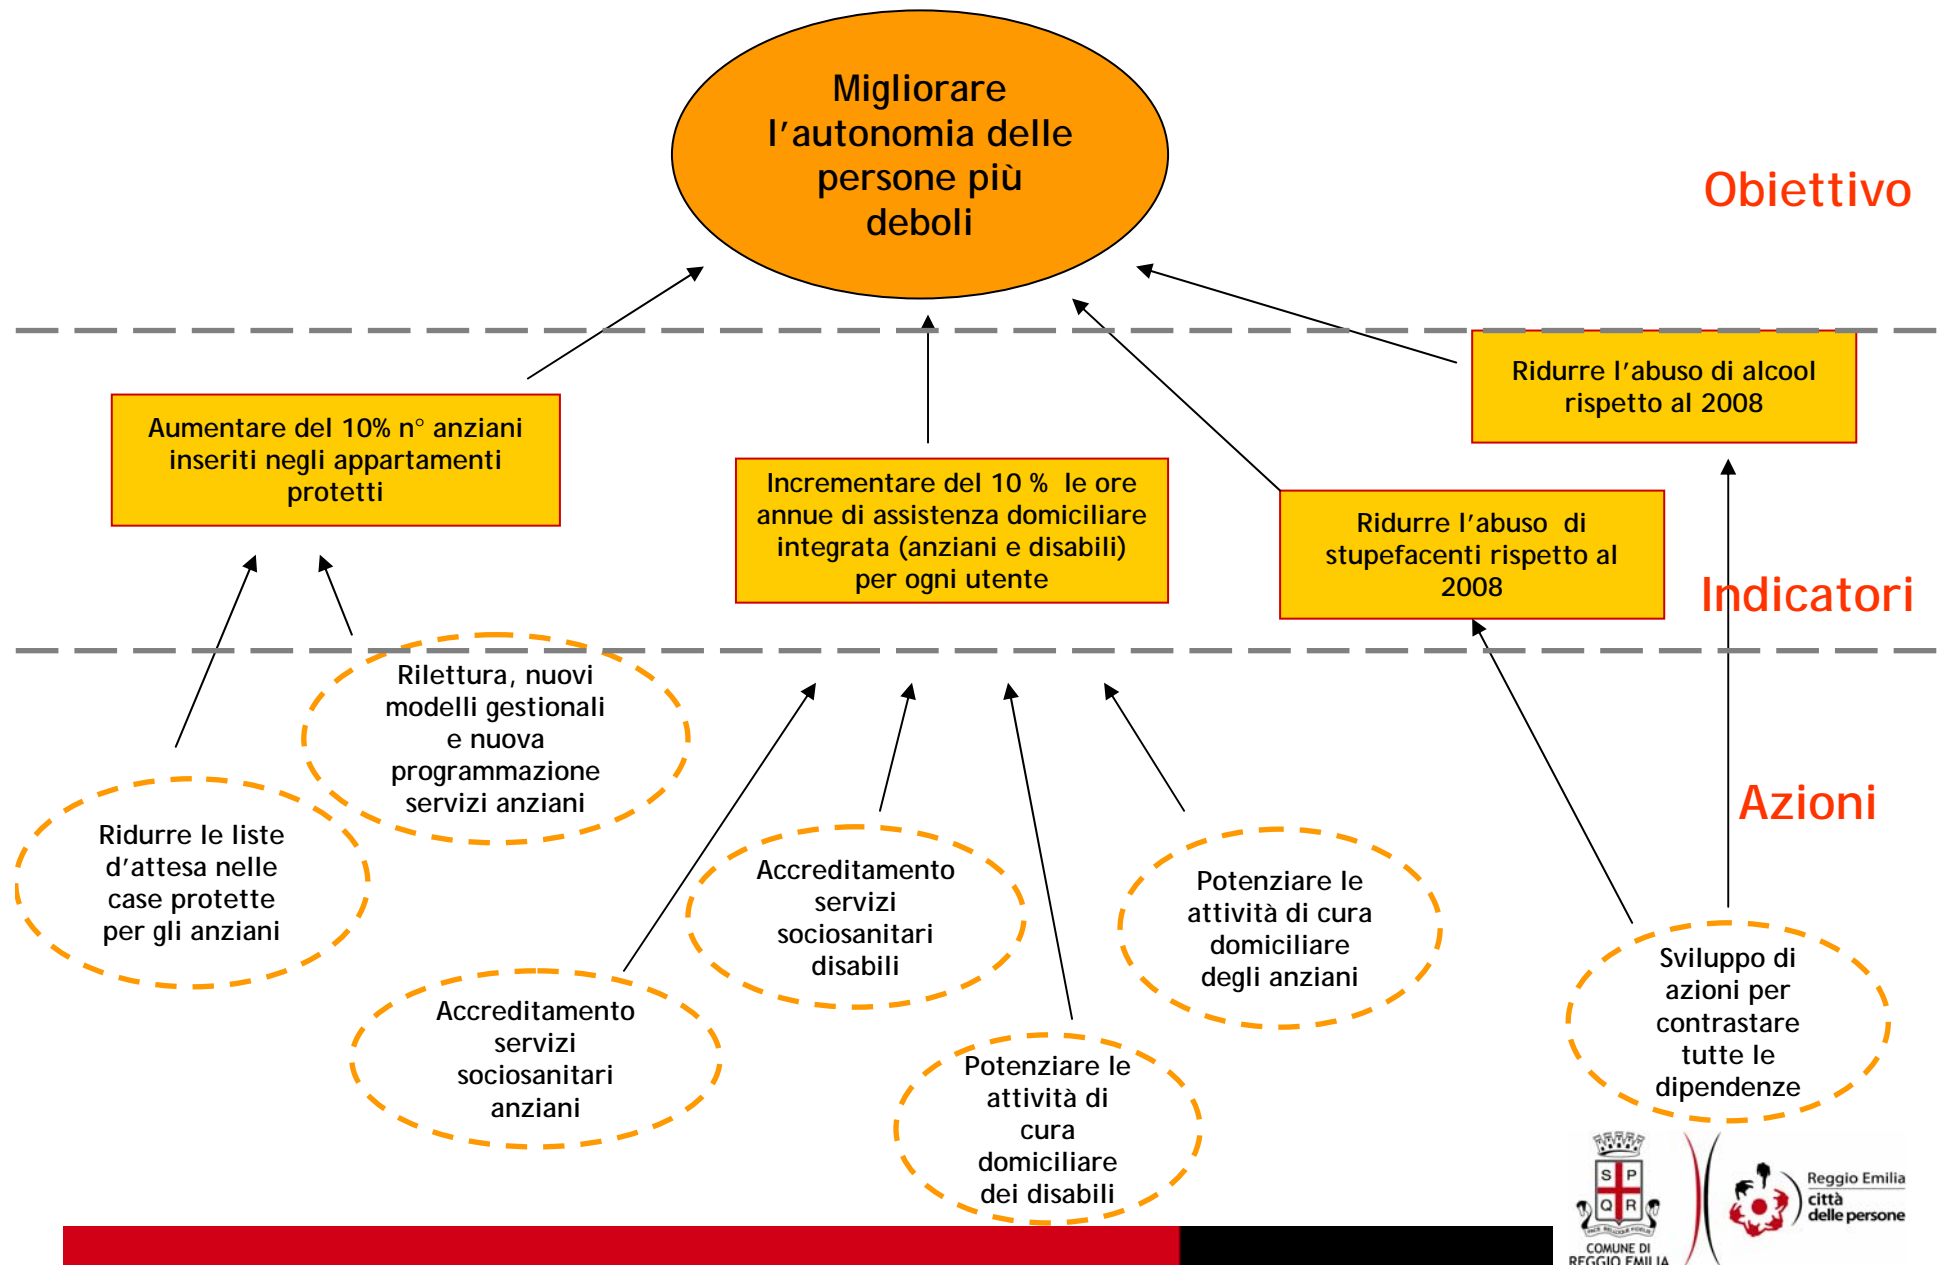 Migliorare
l'autonomia delle
persone più
deboli
Obiettivo
Ridurre l'abuso di alcool
rispetto al 2008
Aumentare del 10% n° anziani
inseriti negli appartamenti
protetti
Incrementare del 10 % le ore
annue di assistenza domiciliare
integrata (anziani e disabili)
per ogni utente
Ridurre l'abuso di
stupefacenti rispetto al
2008
Indicatori
Rilettura, nuovi
modelli gestionali
e nuova
programmazione
servizi anziani
Azioni
Ridurre le liste
d'attesa nelle
case protette
per gli anziani
Accreditamento
servizi
sociosanitari
disabili
Potenziare le
attività di cura
domiciliare
degli anziani
Sviluppo di
azioni per
contrastare
tutte le
dipendenze
Accreditamento
servizi
sociosanitari
anziani
Potenziare le
attività di
cura
domiciliare
dei disabili
S P
Q R
COMUNE DI
REGGIO EMILIA
Reggio Emilia
città
delle persone